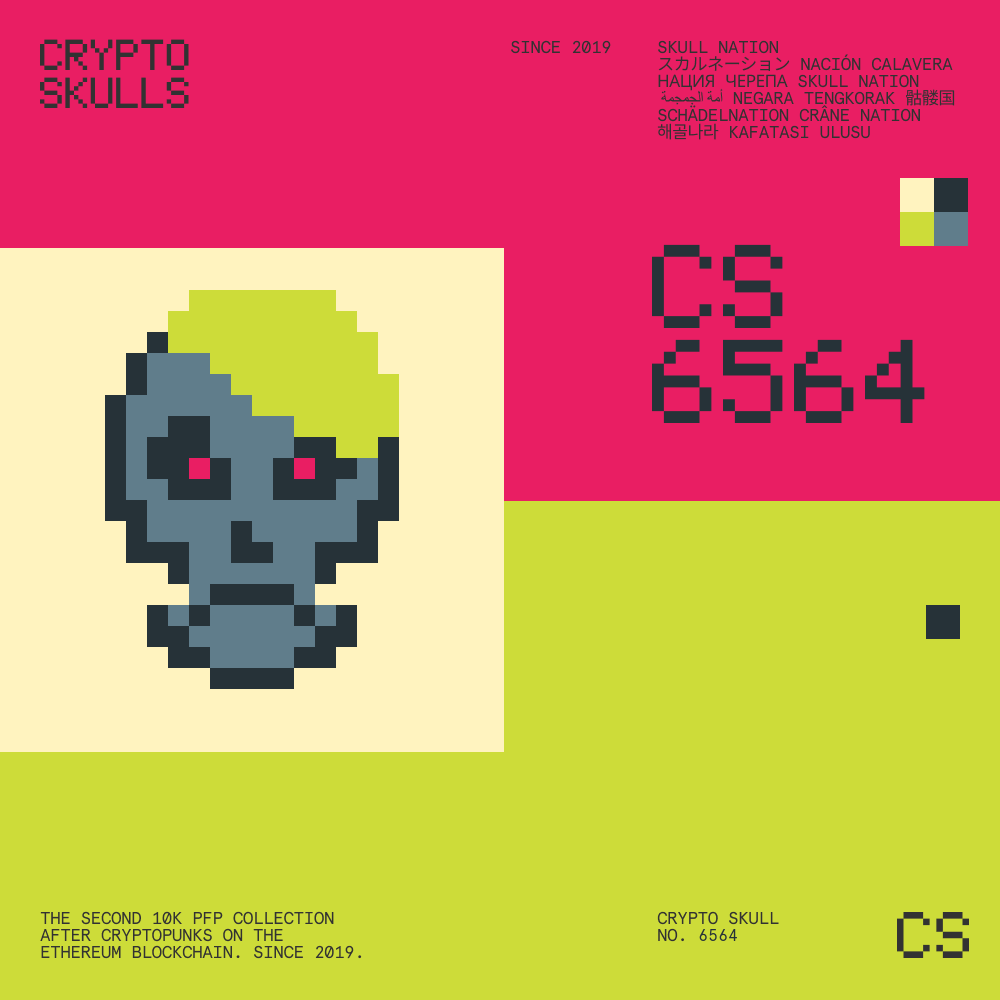 CRYPTO
SKULLS
SINCE 2019
SKULL NATION
スカルネーション NACIÓN CALAVERA
НАЦИЯ ЧЕРЕПА SKULL NATION
أمة الجمجمة NEGARA TENGKORAK 骷髅国
SCHÄDELNATION CRÂNE NATION
해골나라 KAFATASI ULUSU
CS
6564
THE SECOND 10K PFP COLLECTION
AFTER CRYPTOPUNKS ON THE
ETHEREUM BLOCKCHAIN. SINCE 2019.
CRYPTO SKULL
NO. 6564
CS